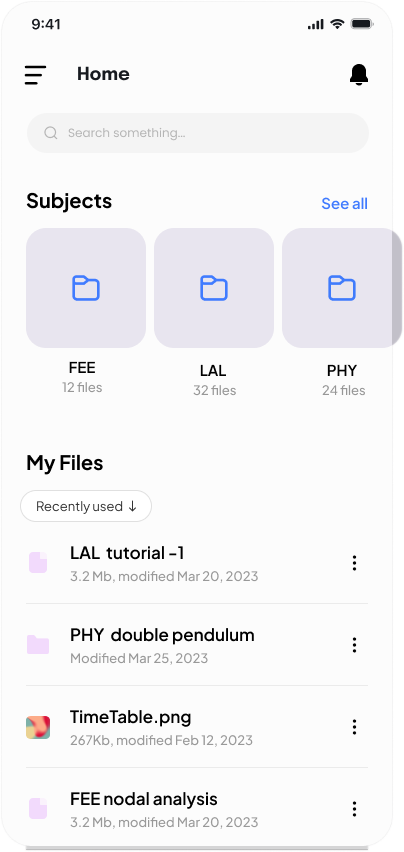 9:41
Home
Search something...
Subjects
See all
FEE
LAL
PHY
12 files
32 files
24 files
My Files
Recently used ↓
LAL tutorial -1
3.2 Mb, modified Mar 20, 2023
PHY double pendulum
Modified Mar 25, 2023
TimeTable.png
267Kb, modified Feb 12, 2023
FEE nodal analysis
3.2 Mb, modified Mar 20, 2023